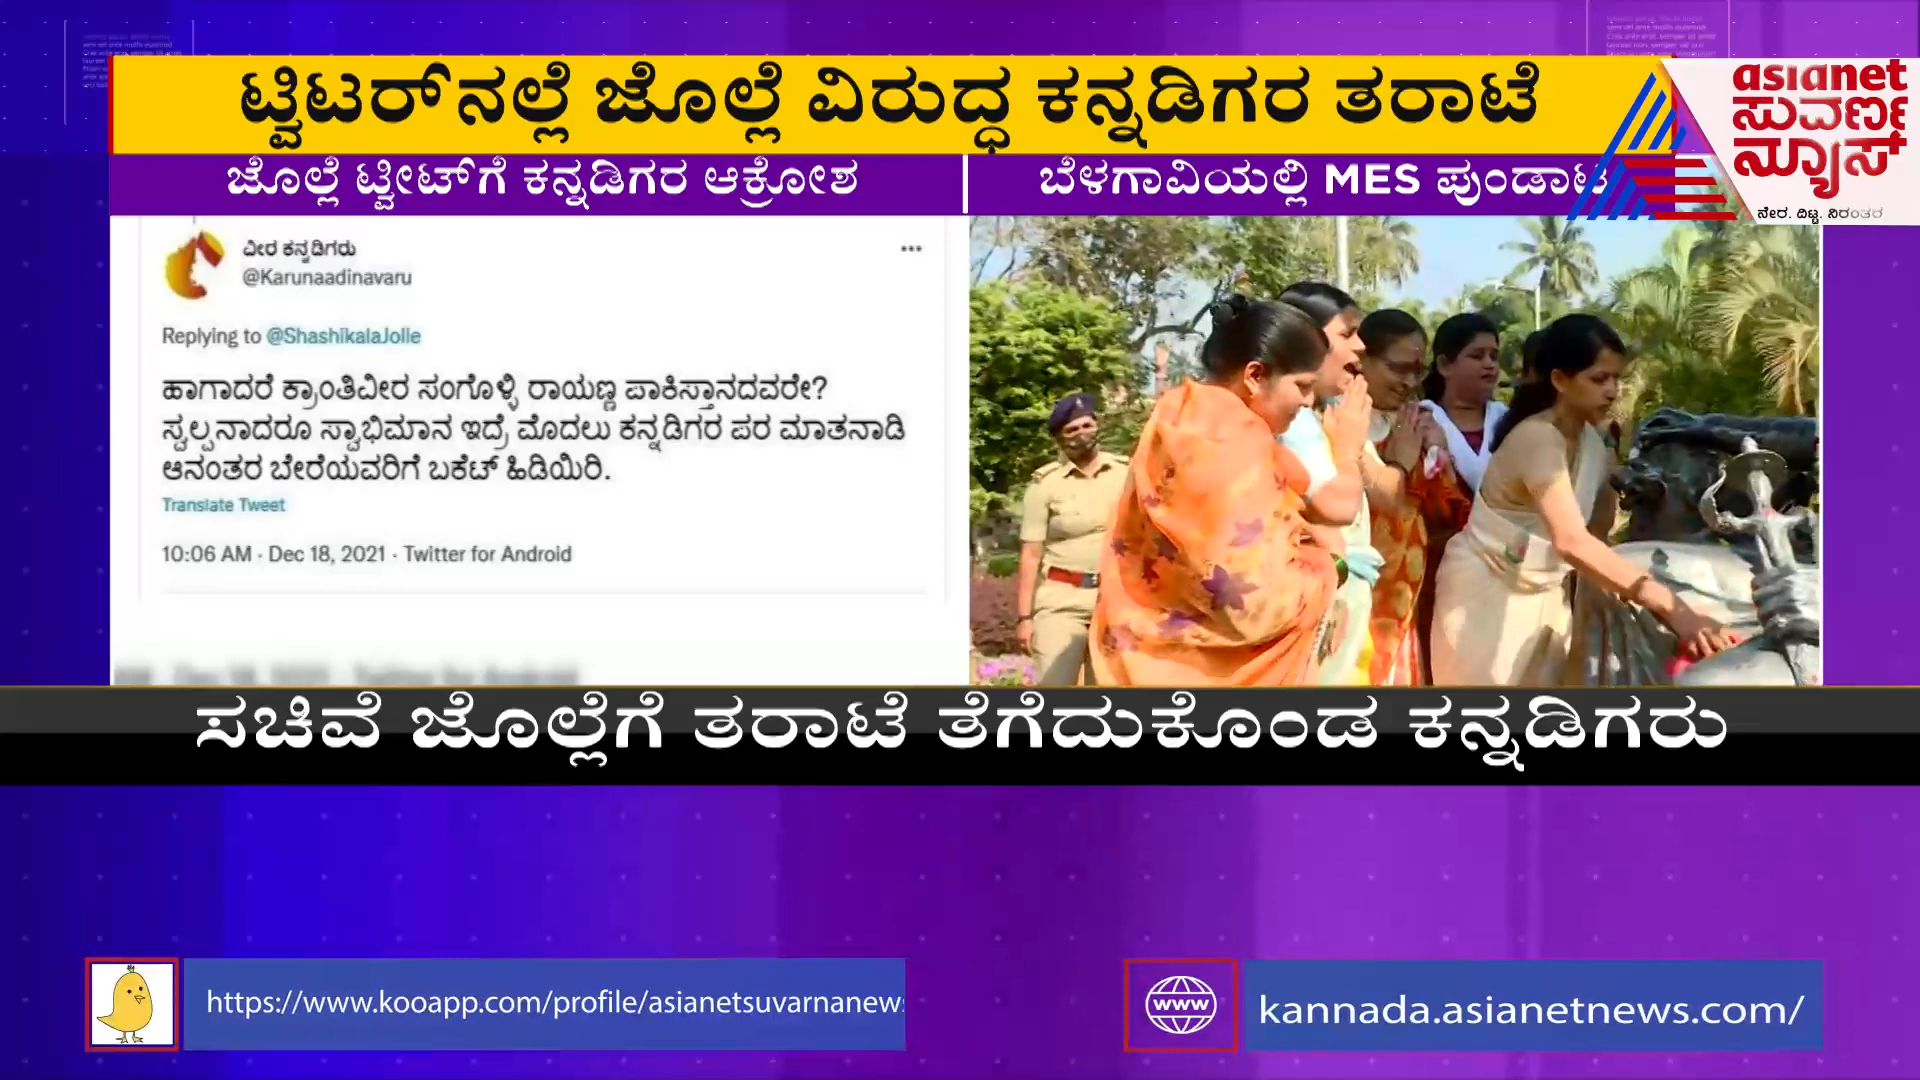 ಟ್ವಿಟರ್‌ನಲ್ಲೆ ಜೊಲ್ಲೆ ವಿರುದ್ಧ ಕನ್ನಡಿಗರ ತರಾಟೆ
asianet
ಸುವರ್ಣ
ನ್ಯೂಸ್
ನೇರ. ದಿಟ್ಟ. ನಿರಂತರ
ಜೊಲ್ಲೆ ಟ್ವೀಟ್‌ಗೆ ಕನ್ನಡಿಗರ ಆಕ್ರೋಶ
ಬೆಳಗಾವಿಯಲ್ಲಿ MES ಪುಂಡಾಟ
ವೀರ ಕನ್ನಡಿಗರು
@Karunaadinavaru
Replying to @ShashikalaJolle
ಹಾಗಾದರೆ ಕ್ರಾಂತಿವೀರ ಸಂಗೊಳ್ಳಿ ರಾಯಣ್ಣ ಪಾಕಿಸ್ತಾನದವರೇ?
ಸ್ವಲ್ಪನಾದರೂ ಸ್ವಾಭಿಮಾನ ಇದ್ರೆ ಮೊದಲು ಕನ್ನಡಿಗರ ಪರ ಮಾತನಾಡಿ
ಆನಂತರ ಬೇರೆಯವರಿಗೆ ಬಕೆಟ್ ಹಿಡಿಯಿರಿ.
Translate Tweet
10:06 AM · Dec 18, 2021 · Twitter for Android
ಸಚಿವೆ ಜೊಲ್ಲೆಗೆ ತರಾಟೆ ತೆಗೆದುಕೊಂಡ ಕನ್ನಡಿಗರು
https://www.kooapp.com/profile/asianetsuvarnanews
www
kannada.asianetnews.com/